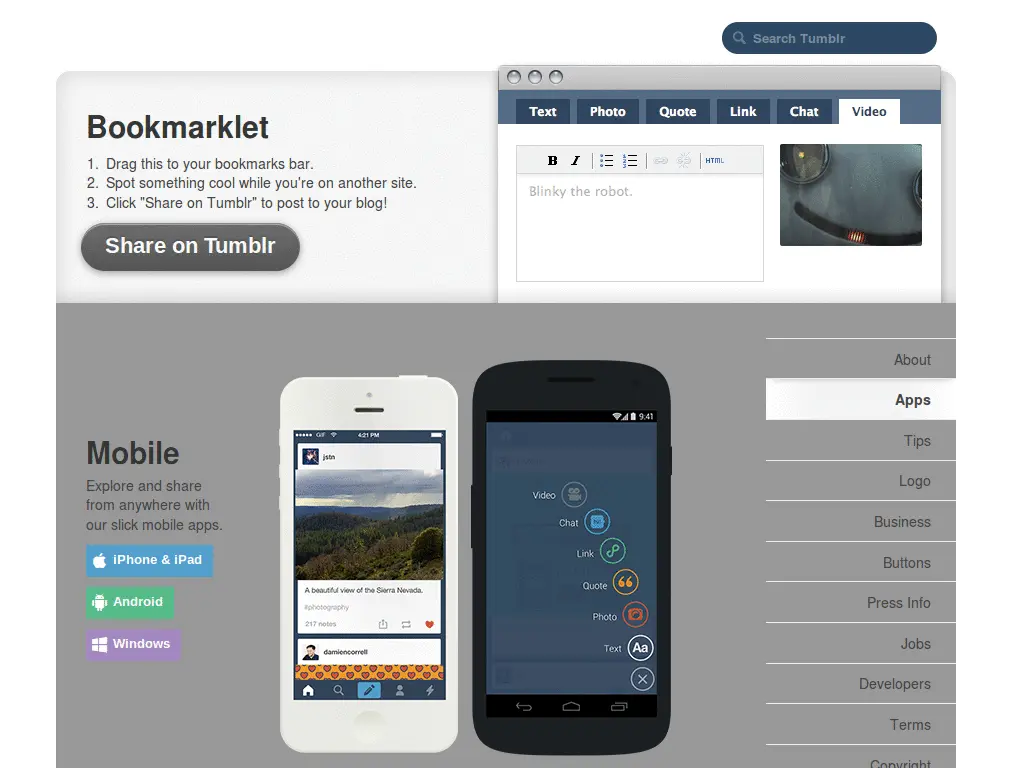 Search Tumblr
Bookmarklet
1. Drag this to your bookmarks bar.
2. Spot something cool while you're on another site.
3. Click "Share on Tumblr" to post to your blog!
Share on Tumblr
Text Photo Quote Link Chat Video
B I HTML
Blinky the robot.
Mobile
Explore and share
from anywhere with
our slick mobile apps.
iPhone & iPad
Android
Windows
GIF 4:21 PM
jstn
A beautiful view of the Sierra Nevada.
#photography
217 notes
damiencorrell
9:41
Video
Chat
Link
Quote
Photo
Text Aa
About
Apps
Tips
Logo
Business
Buttons
Press Info
Jobs
Developers
Terms
Copyright